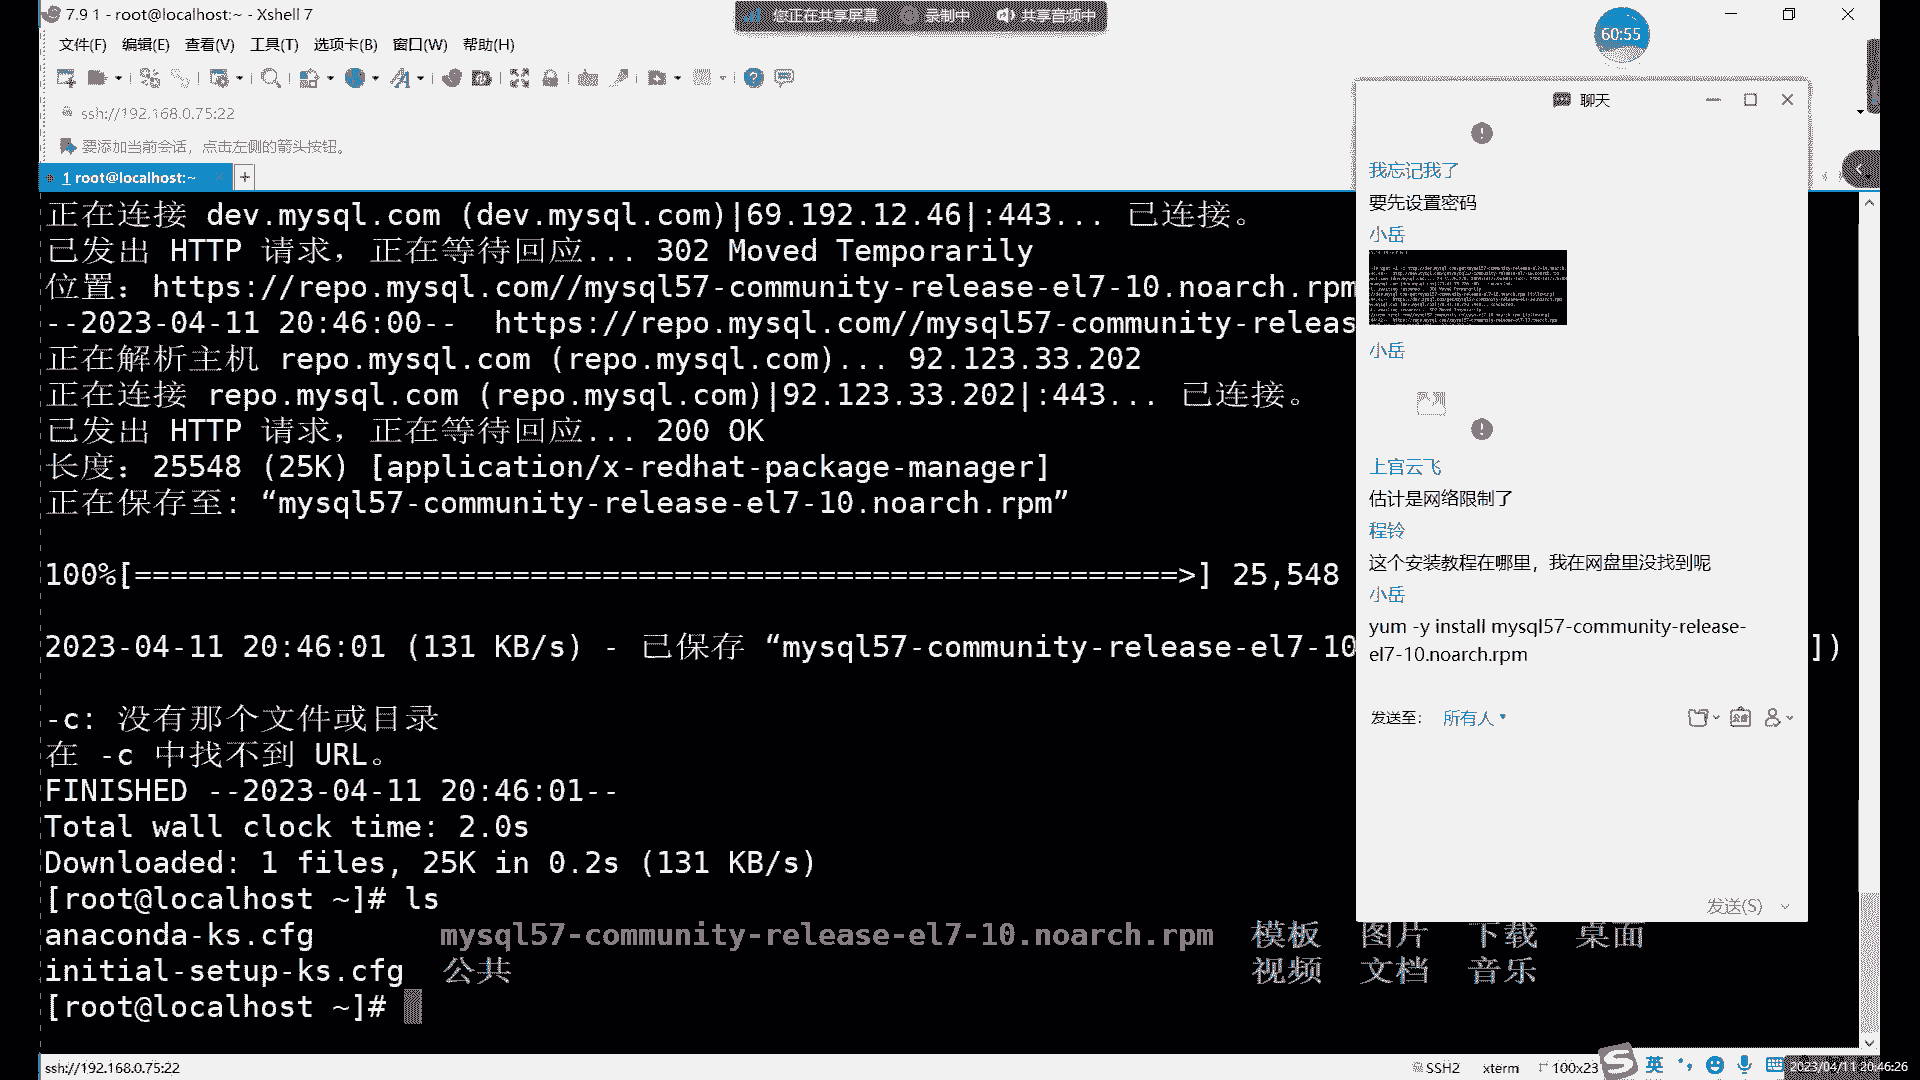 7.9 1 - root@localhost:~ - Xshell 7
您正在共享屏幕
录制中
共享音频中
60:55
文件(F) 编辑(E) 查看(V) 工具(T) 选项卡(B) 窗口(W) 帮助(H)
ssh://192.168.0.75:22
要添加当前会话，点击左侧的箭头按钮。
1 root@localhost:~
正在连接 dev.mysql.com (dev.mysql.com)|69.192.12.46|:443... 已连接。
已发出 HTTP 请求，正在等待回应... 302 Moved Temporarily
位置：https://repo.mysql.com//mysql57-community-release-el7-10.noarch.rpm
--2023-04-11 20:46:00--  https://repo.mysql.com//mysql57-community-releas
正在解析主机 repo.mysql.com (repo.mysql.com)... 92.123.33.202
正在连接 repo.mysql.com (repo.mysql.com)|92.123.33.202|:443... 已连接。
已发出 HTTP 请求，正在等待回应... 200 OK
长度：25548 (25K) [application/x-redhat-package-manager]
正在保存至: “mysql57-community-release-el7-10.noarch.rpm”
100%[==========================================================>] 25,548
2023-04-11 20:46:01 (131 KB/s) - 已保存 “mysql57-community-release-el7-10 ])
-c: 没有那个文件或目录
在 -c 中找不到 URL。
FINISHED --2023-04-11 20:46:01--
Total wall clock time: 2.0s
Downloaded: 1 files, 25K in 0.2s (131 KB/s)
[root@localhost ~]# ls
anaconda-ks.cfg mysql57-community-release-el7-10.noarch.rpm 模板 图片 下载 桌面
initial-setup-ks.cfg 公共 视频 文档 音乐
[root@localhost ~]#
聊天
我忘记我了
要先设置密码
小岳
小岳
上官云飞
估计是网络限制了
程铃
这个安装教程在哪里，我在网盘里没找到呢
小岳
yum -y install mysql57-community-release-
el7-10.noarch.rpm
发送至： 所有人
发送(S)
ssh://192.168.0.75:22
SSH2 xterm 100x23
英
2023/04/11 20:46:26